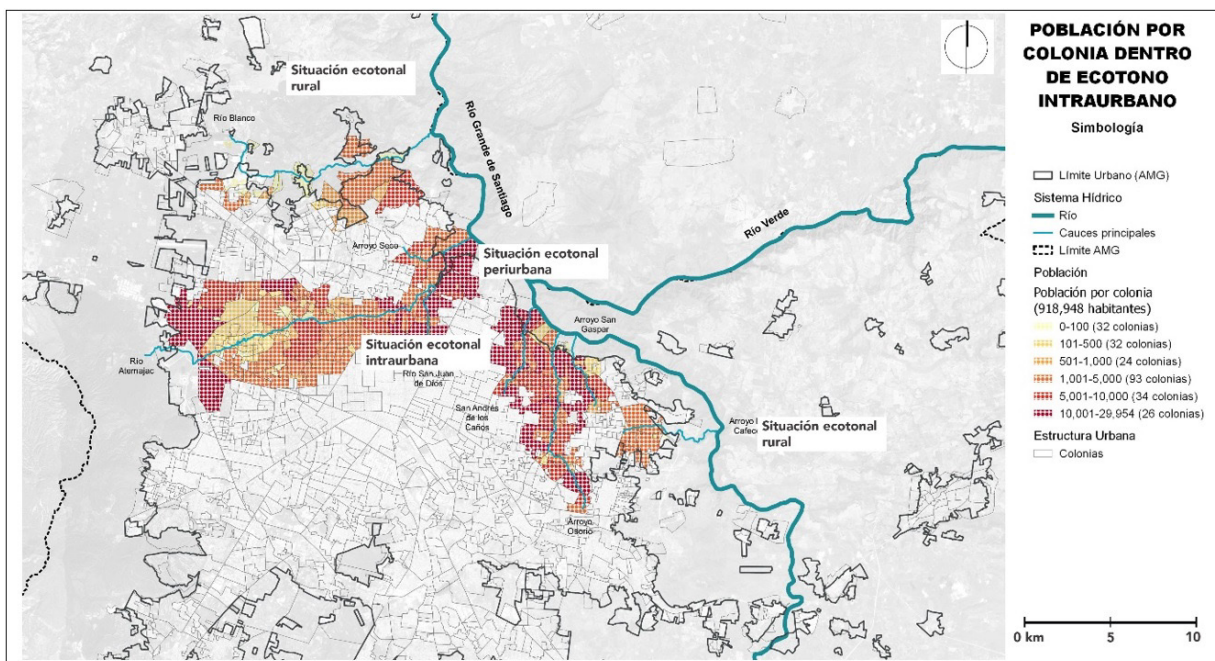 Situación ecotonal
rural
Río Blanco
Río Grande de Santiago
Río Verde
Arroyo Seco
Situación ecotonal
periurbana
Arroyo San
Gaspar
Situación ecotonal
intraurbana
Río
Atemajac
Río San Juan
de Dios
San Andrés
de los
Caños
Arroyo
Situación ecotonal
rural
Arroyo
Osorio
POBLACIÓN POR
COLONIA DENTRO
DE ECOTONO
INTRAURBANO
Simbología
Límite Urbano (AMG)
Sistema Hídrico
Río
Cauces principales
Límite AMG
Población
Población por colonia
(918,948 habitantes)
0-100 (32 colonias)
101-500 (32 colonias)
501-1,000 (24 colonias)
1,001-5,000 (93 colonias)
5,001-10,000 (34 colonias)
10,001-29,954 (26 colonias)
Estructura Urbana
Colonias
0 km 5 10